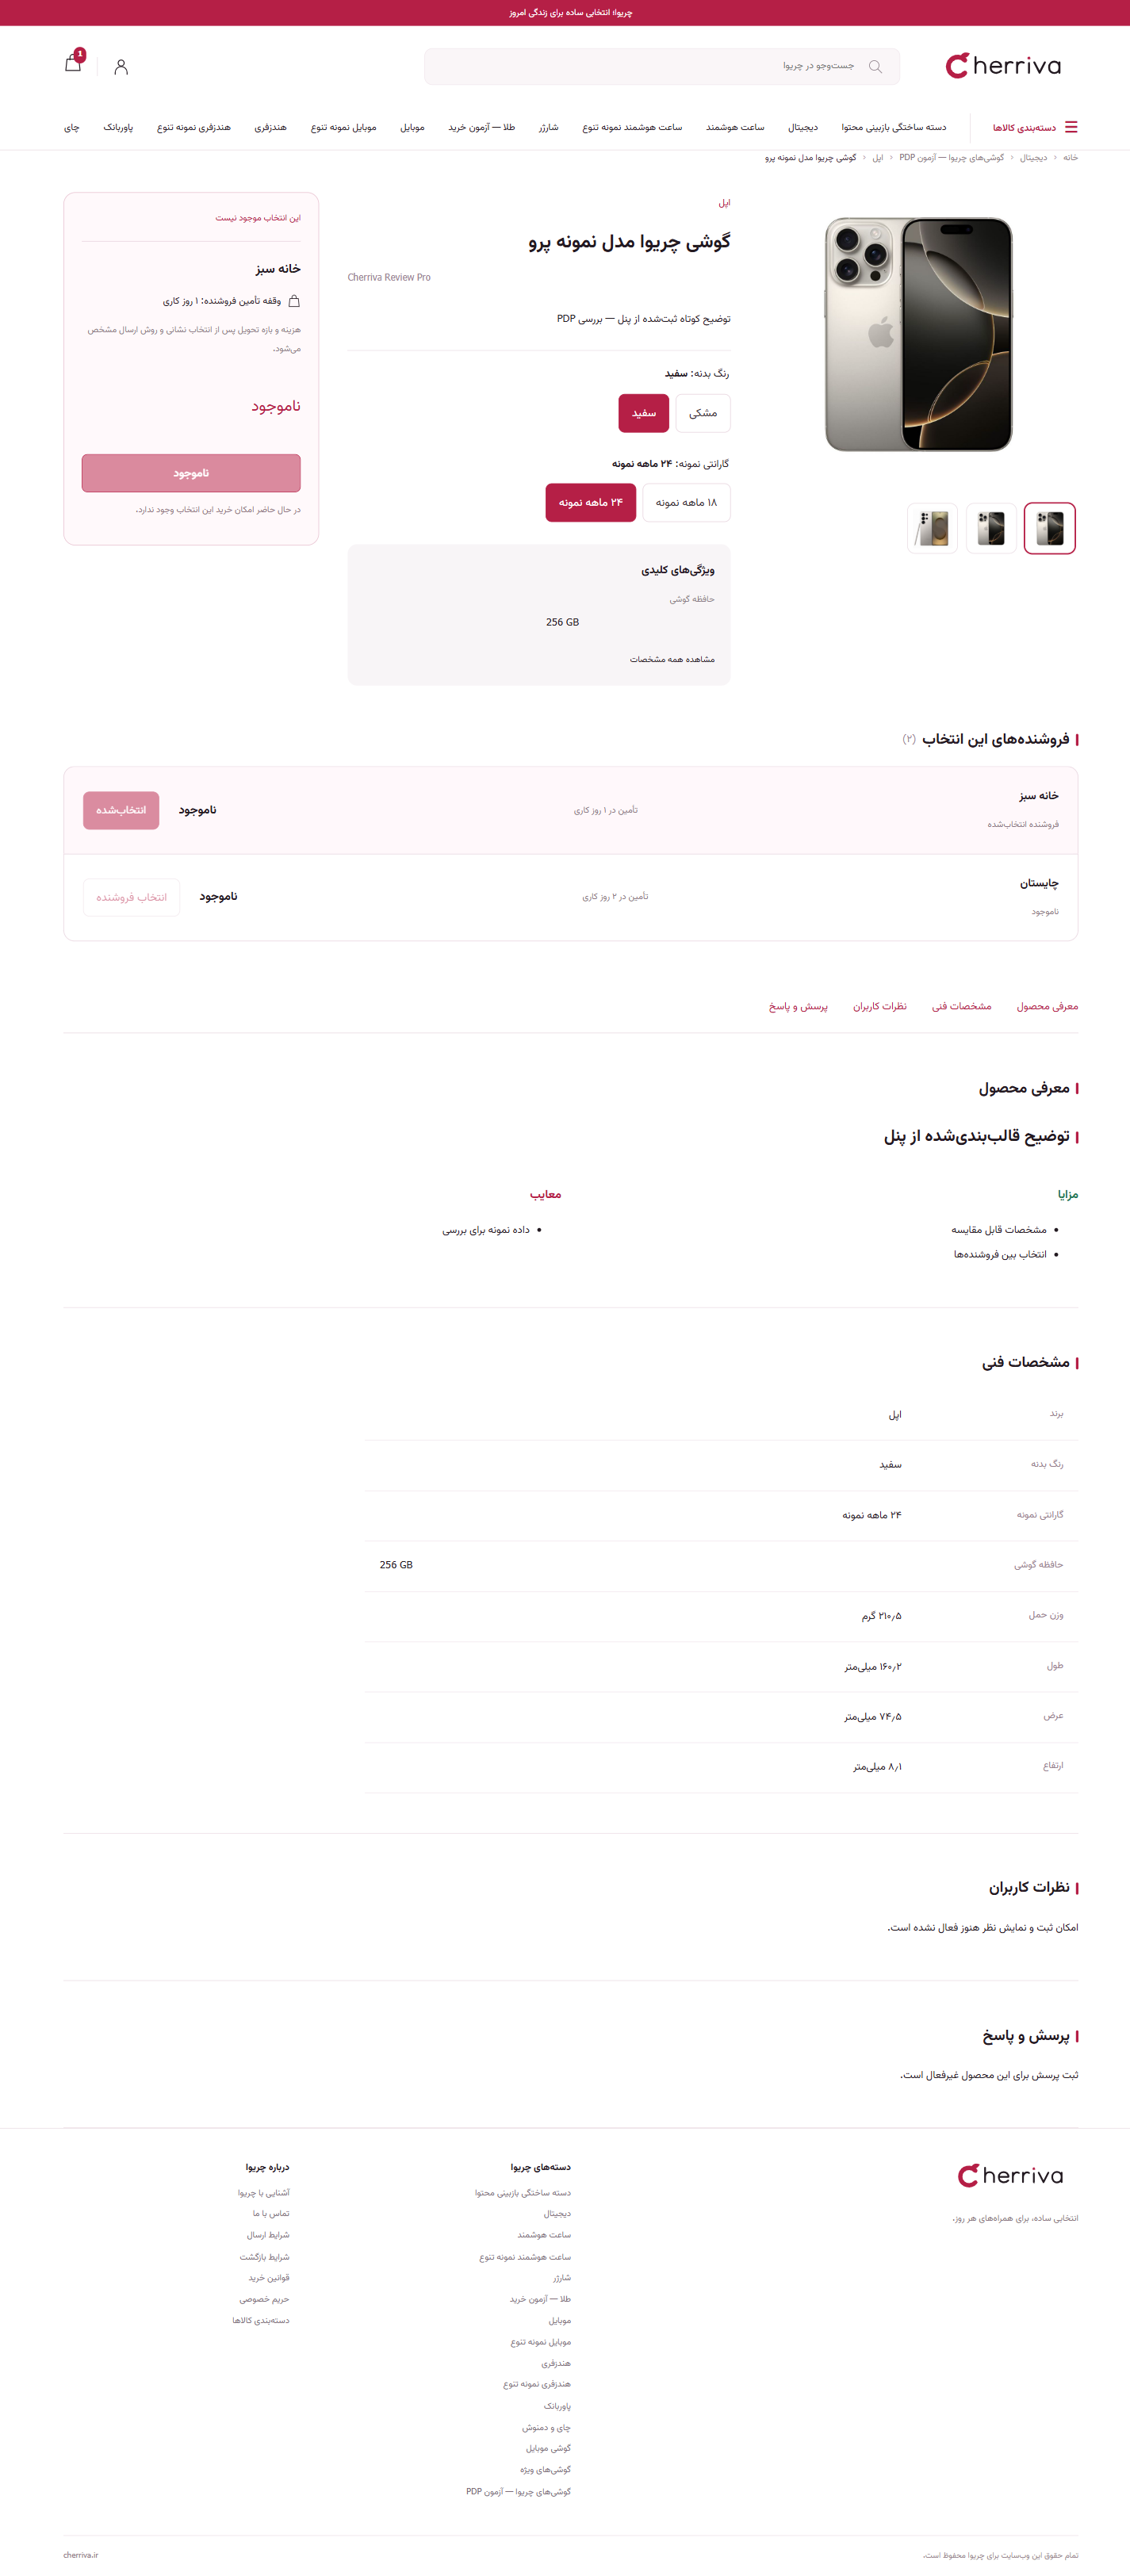 چریوا؛ انتخابی ساده برای زندگی امروز
Cherriva
جست‌وجو در چریوا
1
دسته‌بندی کالاها
دسته ساختگی بازبینی محتوا
دیجیتال
ساعت هوشمند
ساعت هوشمند نمونه تنوع
شارژر
طلا — آزمون خرید
موبایل
موبایل نمونه تنوع
هندزفری
هندزفری نمونه تنوع
پاوربانک
چای
خانه › دیجیتال › گوشی‌های چریوا — آزمون PDP › اپل › گوشی چریوا مدل نمونه پرو
اپل
گوشی چریوا مدل نمونه پرو
Cherriva Review Pro
توضیح کوتاه ثبت‌شده از پنل — بررسی PDP
رنگ بدنه: سفید
مشکی
سفید
گارانتی نمونه: ۲۴ ماهه نمونه
۱۸ ماهه نمونه
۲۴ ماهه نمونه
ویژگی‌های کلیدی
حافظه گوشی
256 GB
مشاهده همه مشخصات
این انتخاب موجود نیست
خانه سبز
وقفه تأمین فروشنده: ۱ روز کاری
هزینه و بازه تحویل پس از انتخاب نشانی و روش ارسال مشخص
می‌شود.
ناموجود
ناموجود
در حال حاضر امکان خرید این انتخاب وجود ندارد.
فروشنده‌های این انتخاب (۲)
خانه سبز
فروشنده انتخاب‌شده
تأمین در ۱ روز کاری
ناموجود
انتخاب‌شده
چایستان
ناموجود
تأمین در ۲ روز کاری
ناموجود
انتخاب فروشنده
معرفی محصول
مشخصات فنی
نظرات کاربران
پرسش و پاسخ
معرفی محصول
توضیح قالب‌بندی‌شده از پنل
مزایا
• مشخصات قابل مقایسه
• انتخاب بین فروشنده‌ها
معایب
• داده نمونه برای بررسی
مشخصات فنی
برند اپل
رنگ بدنه سفید
گارانتی نمونه ۲۴ ماهه نمونه
حافظه گوشی 256 GB
وزن حمل ۲۱۰٫۵ گرم
طول ۱۶۰٫۲ میلی‌متر
عرض ۷۴٫۵ میلی‌متر
ارتفاع ۸٫۱ میلی‌متر
نظرات کاربران
امکان ثبت و نمایش نظر هنوز فعال نشده است.
پرسش و پاسخ
ثبت پرسش برای این محصول غیرفعال است.
Cherriva
انتخابی ساده، برای همراه‌های هر روز.
دسته‌های چریوا
دسته ساختگی بازبینی محتوا
دیجیتال
ساعت هوشمند
ساعت هوشمند نمونه تنوع
شارژر
طلا — آزمون خرید
موبایل
موبایل نمونه تنوع
هندزفری
هندزفری نمونه تنوع
پاوربانک
چای و دمنوش
گوشی موبایل
گوشی‌های ویژه
گوشی‌های چریوا — آزمون PDP
درباره چریوا
آشنایی با چریوا
تماس با ما
شرایط ارسال
شرایط بازگشت
قوانین خرید
حریم خصوصی
دسته‌بندی کالاها
تمام حقوق این وب‌سایت برای چریوا محفوظ است.
cherriva.ir